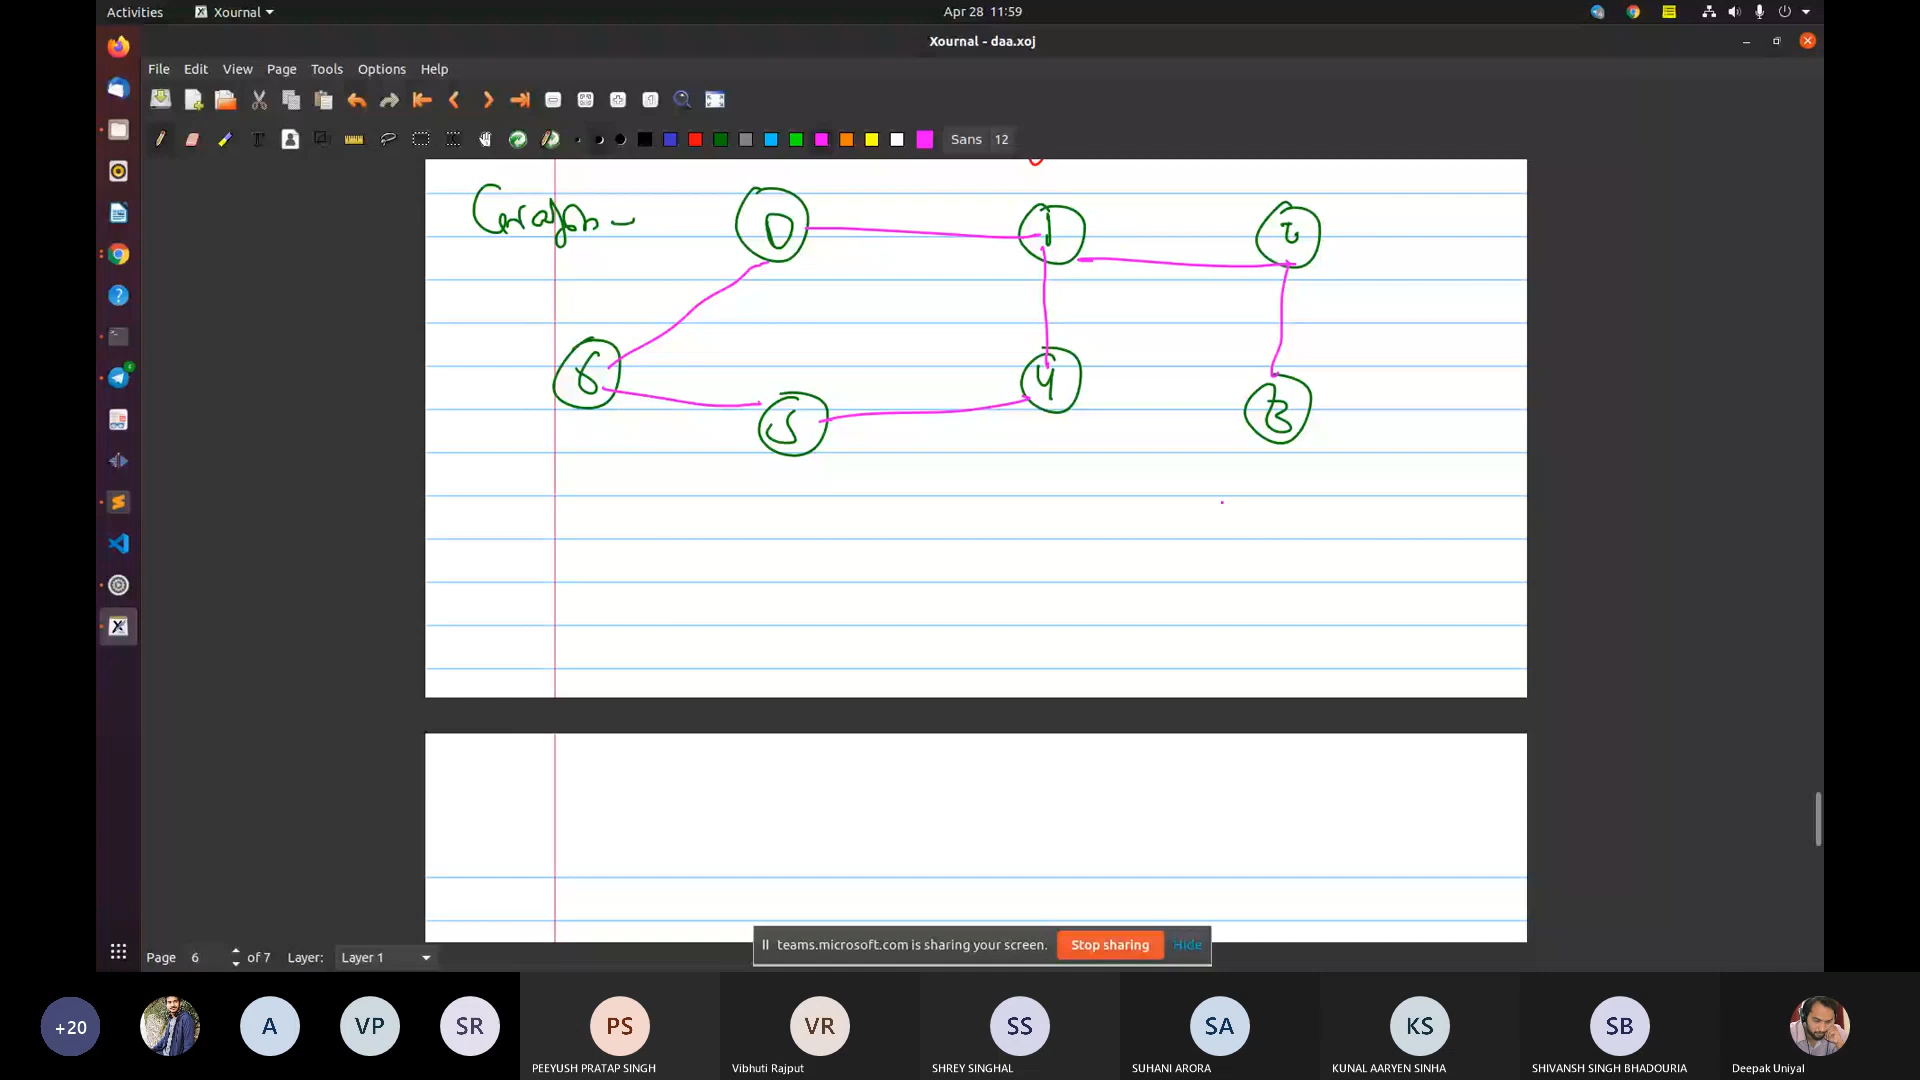 Activities Xournal Apr 28 11:59
Xournal - daa.xoj
File Edit View Page Tools Options Help
Sans 12
Graph -
0 1 2
6 5 4 3
Page 6 of 7 Layer: Layer 1
teams.microsoft.com is sharing your screen. Stop sharing Hide
+20 A VP SR PS VR SS SA KS SB
PEEYUSH PRATAP SINGH Vibhuti Rajput SHREY SINGHAL SUHANI ARORA KUNAL AARYEN SINHA SHIVANSH SINGH BHADOURIA Deepak Uniyal